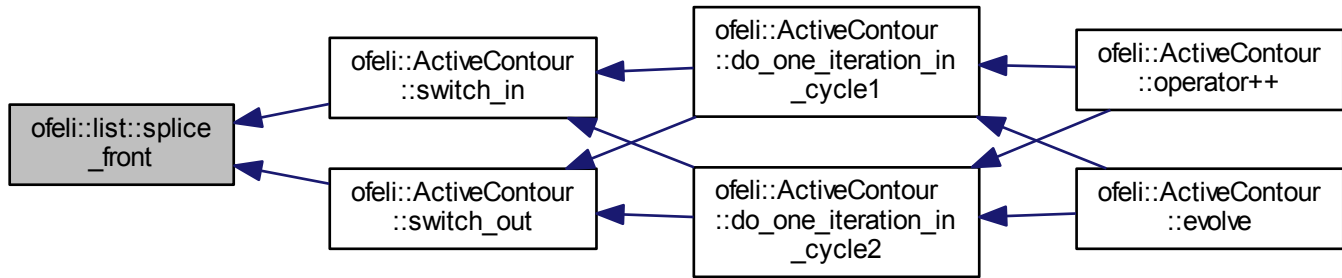 ofeli::list::splice
_front
ofeli::ActiveContour
::switch_in
ofeli::ActiveContour
::switch_out
ofeli::ActiveContour
::do_one_iteration_in
_cycle1
ofeli::ActiveContour
::do_one_iteration_in
_cycle2
ofeli::ActiveContour
::operator++
ofeli::ActiveContour
::evolve